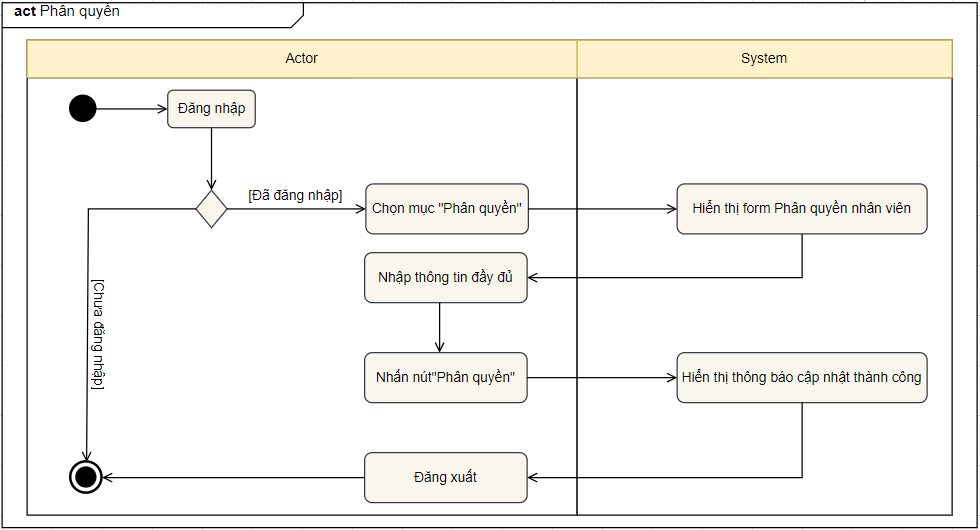 act Phân quyền
Actor
System
Đăng nhập
[Đã đăng nhập]
Chọn mục "Phân quyền"
Hiển thị form Phân quyền nhân viên
Nhập thông tin đầy đủ
[Chưa đăng nhập]
Nhấn nút"Phân quyền"
Hiển thị thông báo cập nhật thành công
Đăng xuất